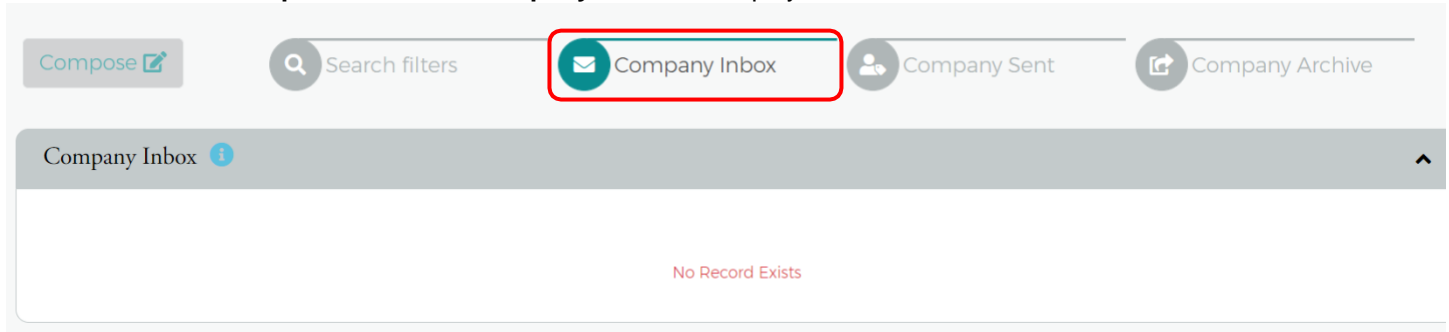 Compose
Search filters
Company Inbox
Company Sent
Company Archive
Company Inbox
No Record Exists